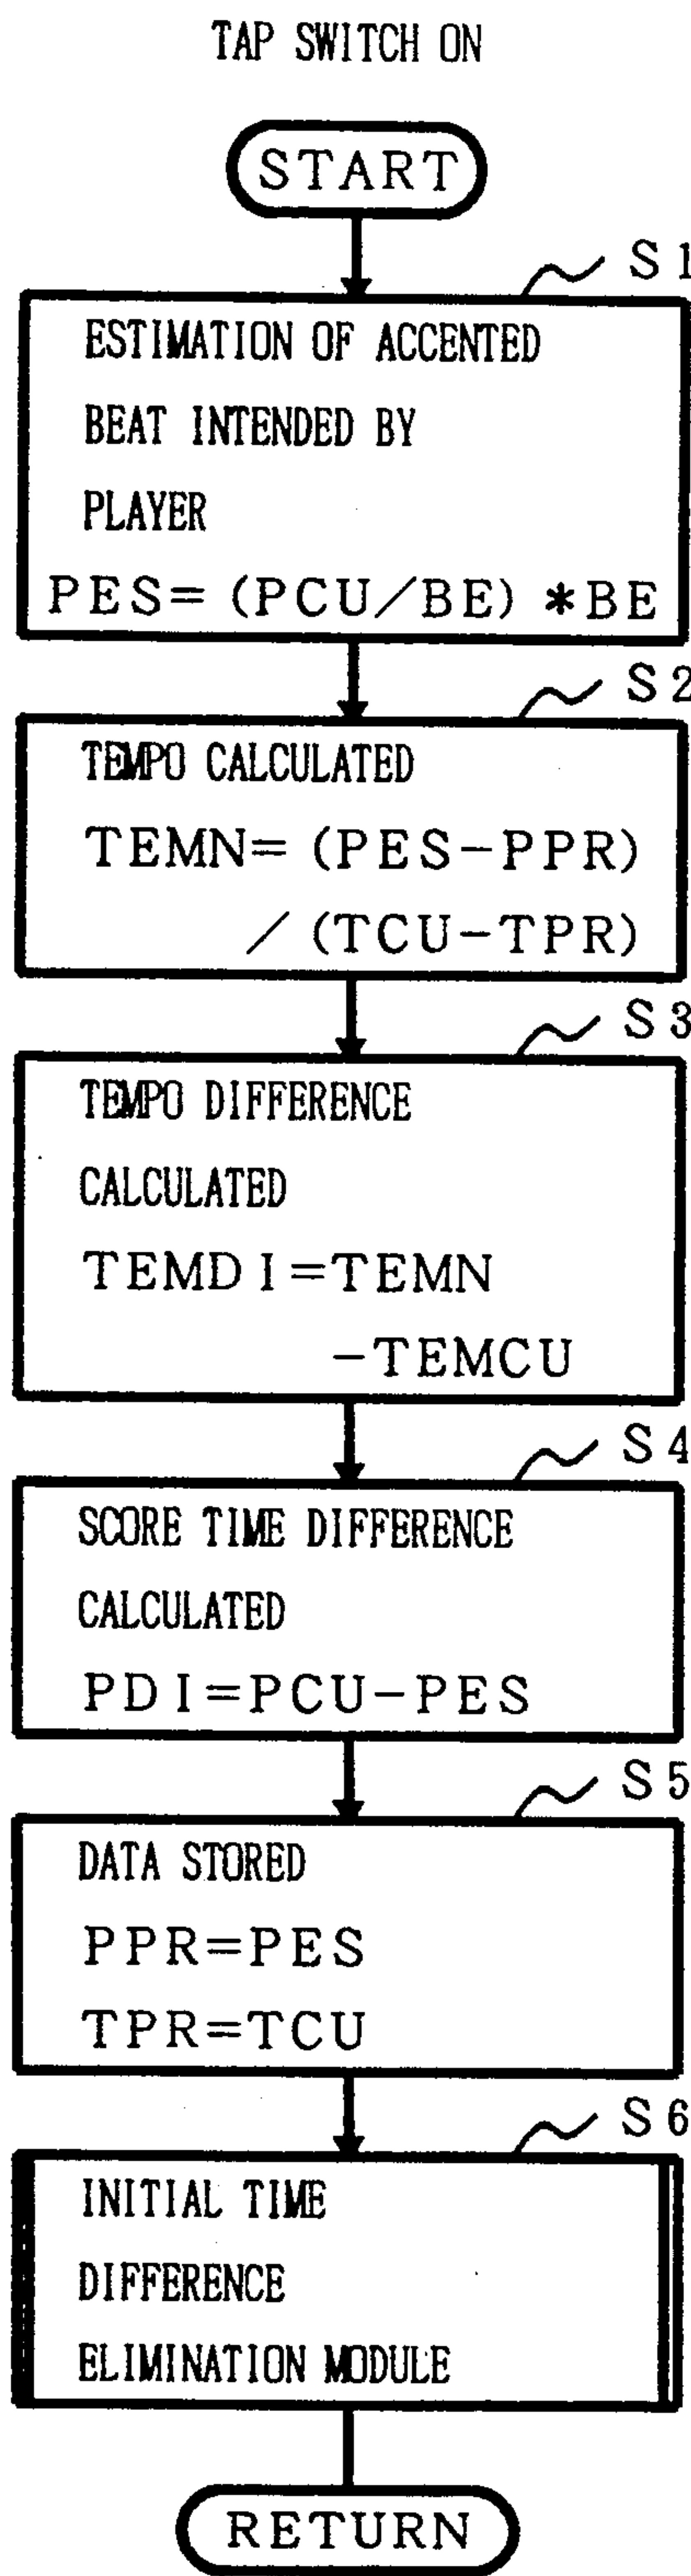 TAP SWITCH ON
START
S1
ESTIMATION OF ACCENTED
BEAT INTENDED BY
PLAYER
PES=(PCU/BE)*BE
S2
TEMPO CALCULATED
TEMN=(PES-PPR)
/(TCU-TPR)
S3
TEMPO DIFFERENCE
CALCULATED
TEMDI=TEMN
-TEMCU
S4
SCORE TIME DIFFERENCE
CALCULATED
PDI=PCU-PES
S5
DATA STORED
PPR=PES
TPR=TCU
S6
INITIAL TIME
DIFFERENCE
ELIMINATION MODULE
RETURN